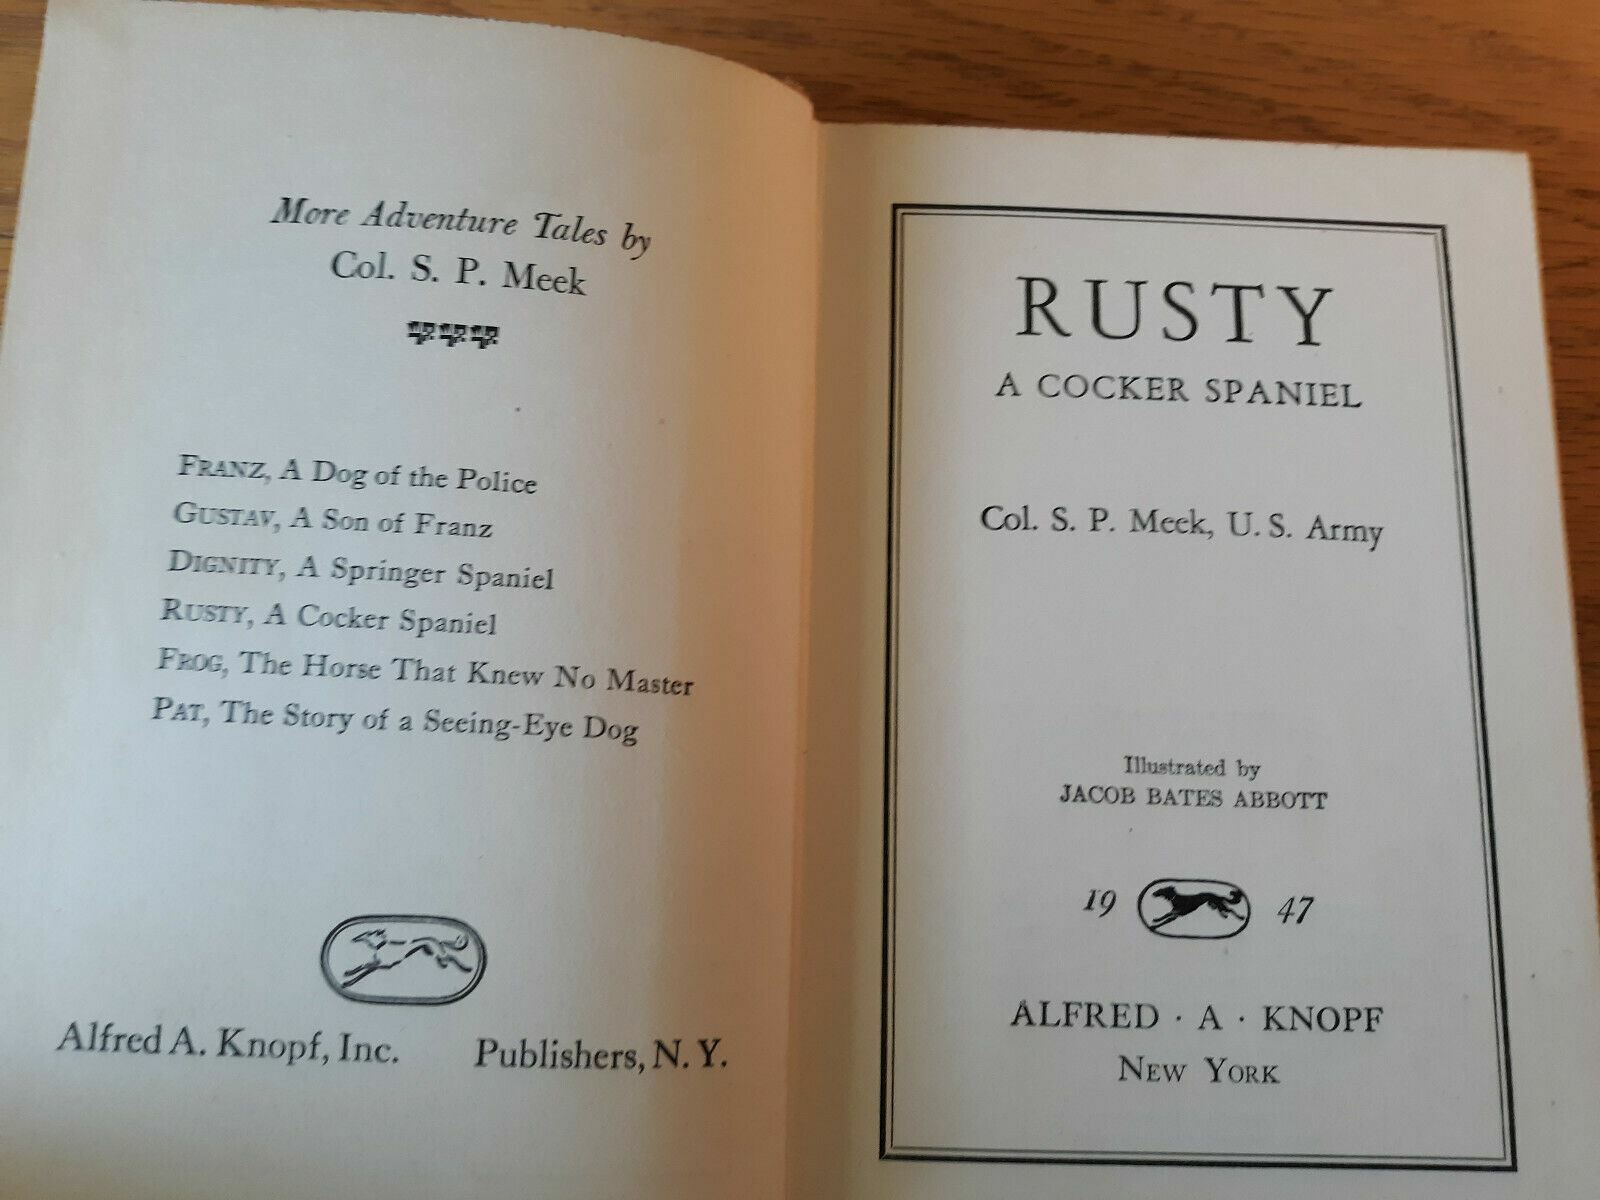 More Adventure Tales by
Col. S. P. Meek
Franz, A Dog of the Police
Gustav, A Son of Franz
Dignity, A Springer Spaniel
Rusty, A Cocker Spaniel
Frog, The Horse That Knew No Master
Pat, The Story of a Seeing-Eye Dog
Alfred A. Knopf, Inc. Publishers, N. Y.
RUSTY
A COCKER SPANIEL
Col. S. P. Meek, U. S. Army
Illustrated by
JACOB BATES ABBOTT
19 47
ALFRED · A · KNOPF
New York